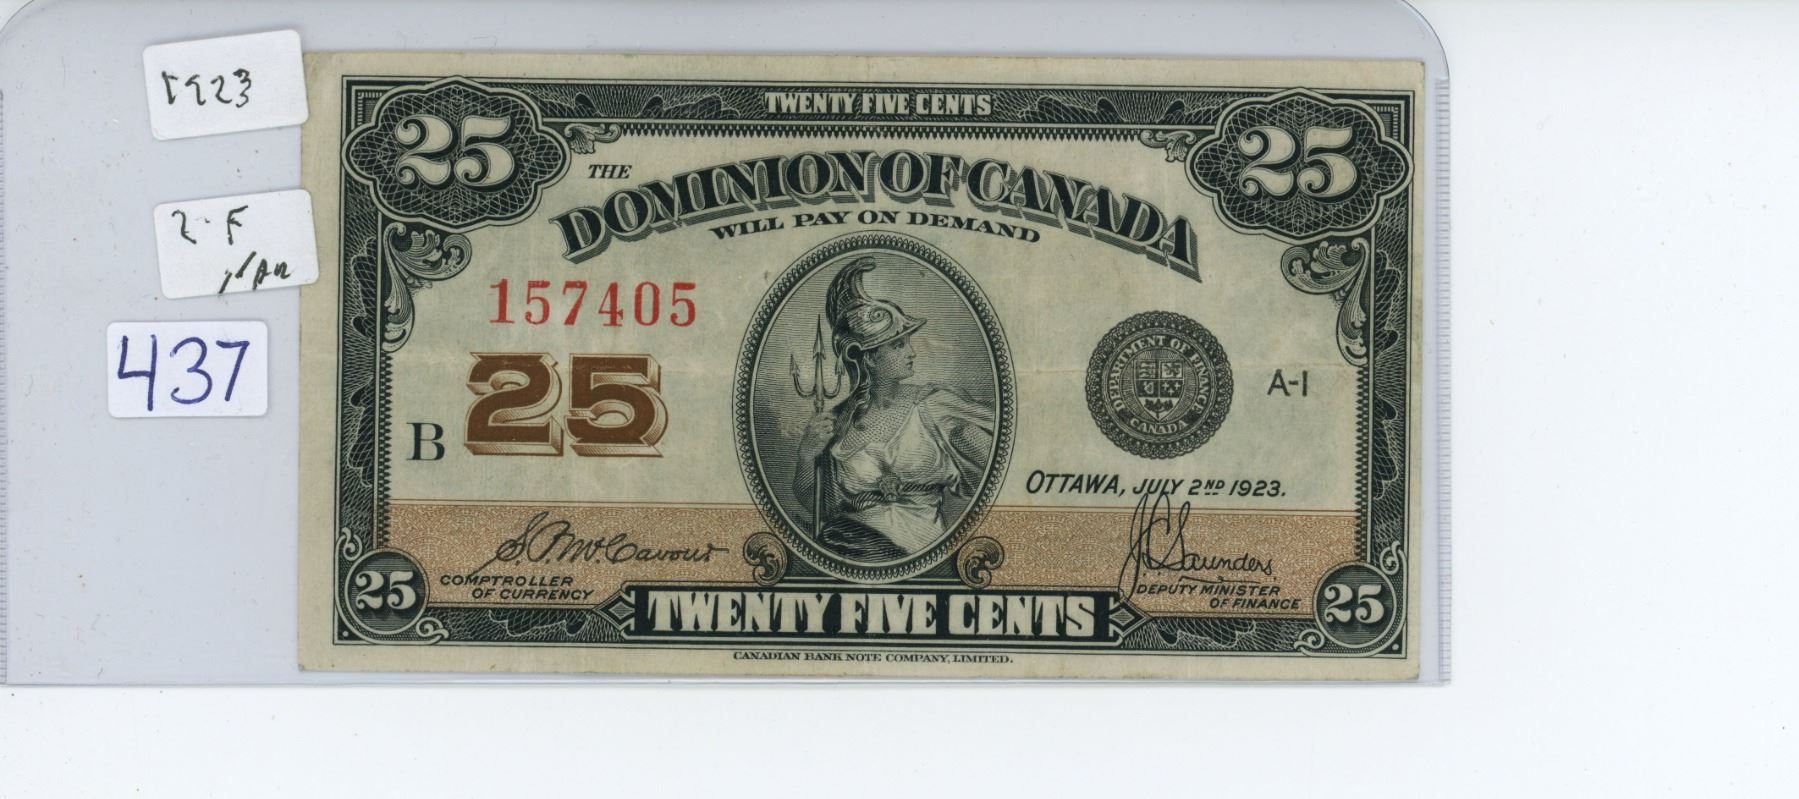 1923
437
TWENTY FIVE CENTS
25
25
THE
DOMINION OF CANADA
WILL PAY ON DEMAND
157405
25
B
DEPARTMENT OF FINANCE
CANADA
A-1
OTTAWA, JULY 2ND 1923.
J.C. Saunders
COMPTROLLER
OF CURRENCY
DEPUTY MINISTER
OF FINANCE
25
TWENTY FIVE CENTS
25
CANADIAN BANK NOTE COMPANY, LIMITED.